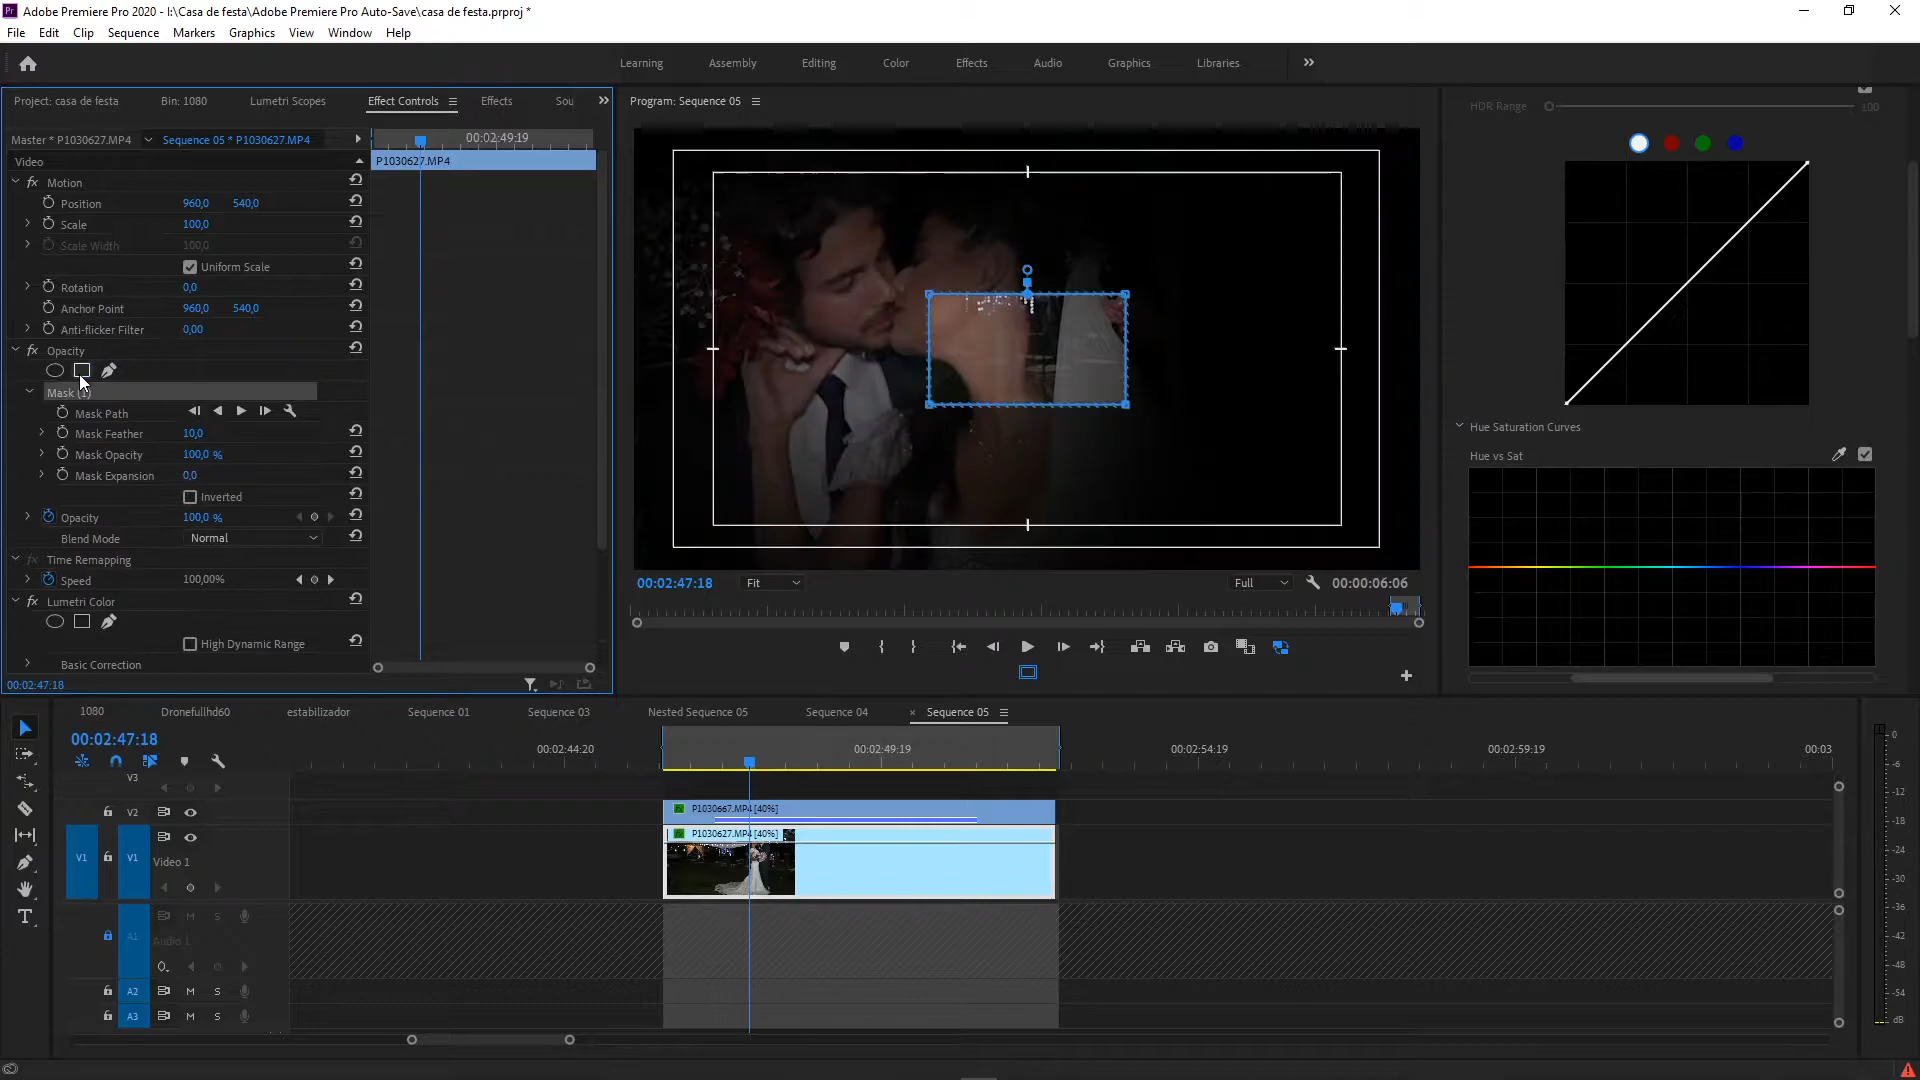 Adobe Premiere Pro 2020 - I:\Casa de festa\Adobe Premiere Pro Auto-Save\casa de festa.prproj *
File Edit Clip Sequence Markers Graphics View Window Help
Learning Assembly Editing Color Effects Audio Graphics Libraries
Project: casa de festa Bin: 1080 Lumetri Scopes Effect Controls Effects Sou
Program: Sequence 05
HDR Range 100
Master * P1030627.MP4 Sequence 05 * P1030627.MP4 00:02:49:19
Video P1030627.MP4
fx Motion
Position 960,0 540,0
Scale 100,0
Scale Width 100,0
Uniform Scale
Rotation 0,0
Anchor Point 960,0 540,0
Anti-flicker Filter 0,00
fx Opacity
Mask (1)
Mask Path
Mask Feather 10,0
Mask Opacity 100,0 %
Mask Expansion 0,0
Inverted
Opacity 100,0 %
Blend Mode Normal
fx Time Remapping
Speed 100,00%
fx Lumetri Color
High Dynamic Range
Basic Correction
00:02:47:18
00:02:47:18 Fit Full 00:00:06:06
Hue Saturation Curves
Hue vs Sat
1080 Dronefullhd60 estabilizador Sequence 01 Sequence 03 Nested Sequence 05 Sequence 04 × Sequence 05
00:02:47:18
00:02:44:20 00:02:49:19 00:02:54:19 00:02:59:19 00:03
V3
V2 P1030667.MP4 [40%]
V1 V1 Video 1 P1030627.MP4 [40%]
A1 M S
Audio 1
A2 M S
A3 M S
0
-6
-12
-18
-24
-30
-36
-42
-48
-54
dB